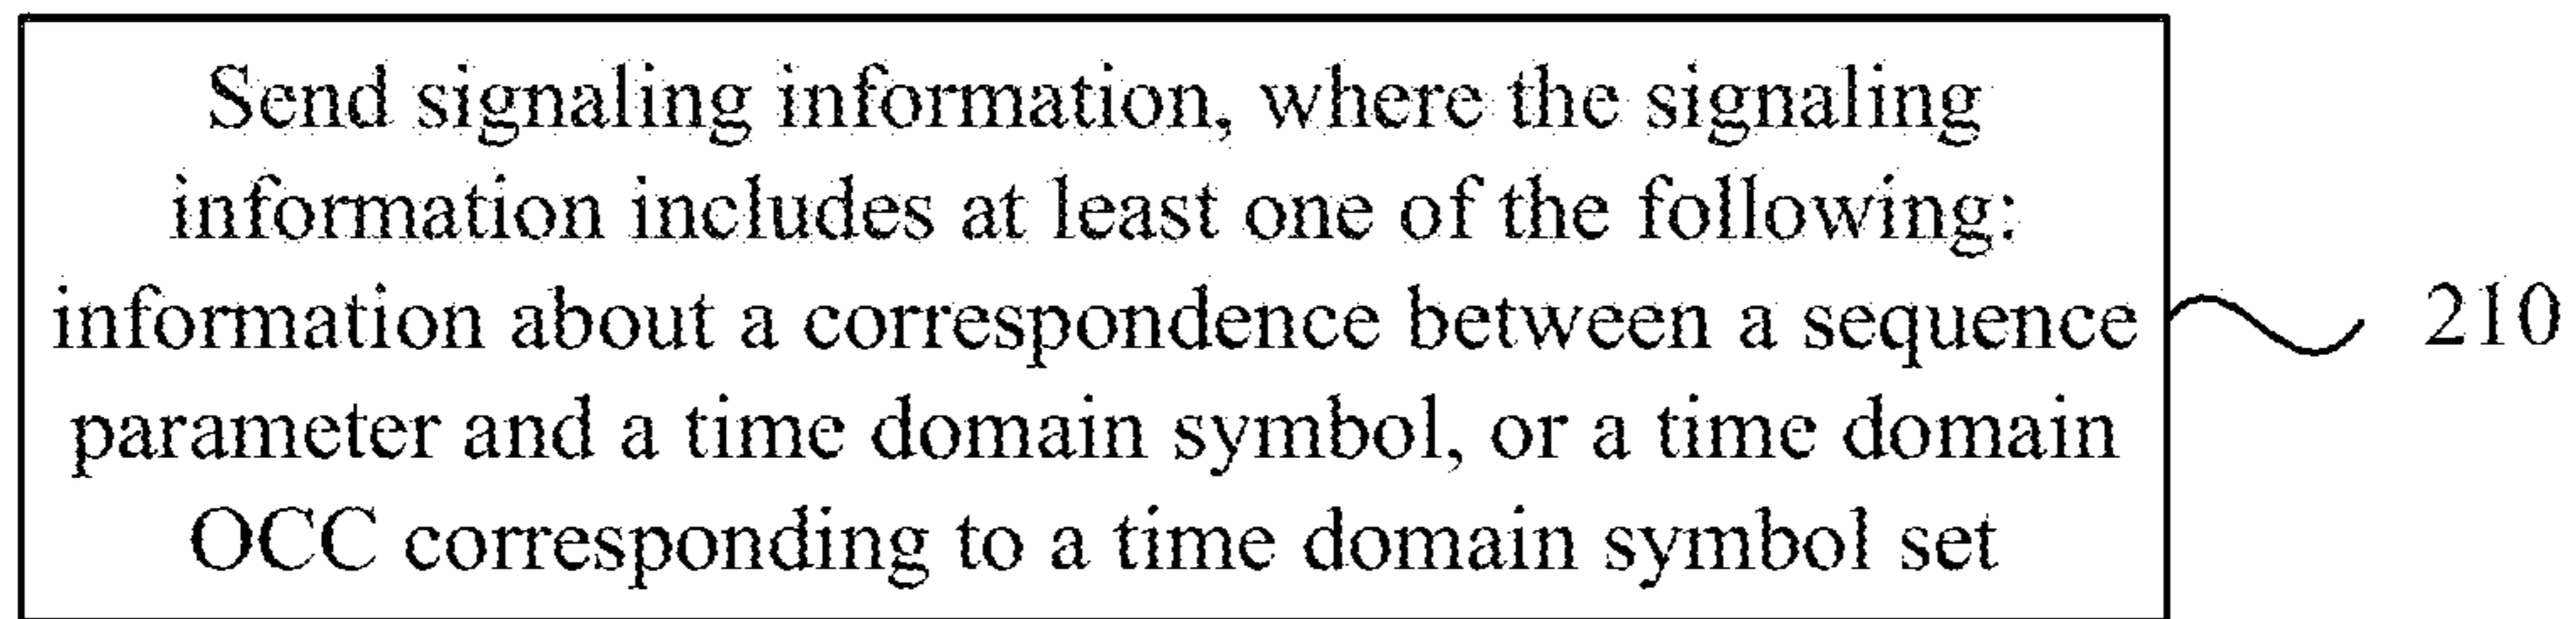 Send signaling information, where the signaling
information includes at least one of the following:
information about a correspondence between a sequence
parameter and a time domain symbol, or a time domain
OCC corresponding to a time domain symbol set
210